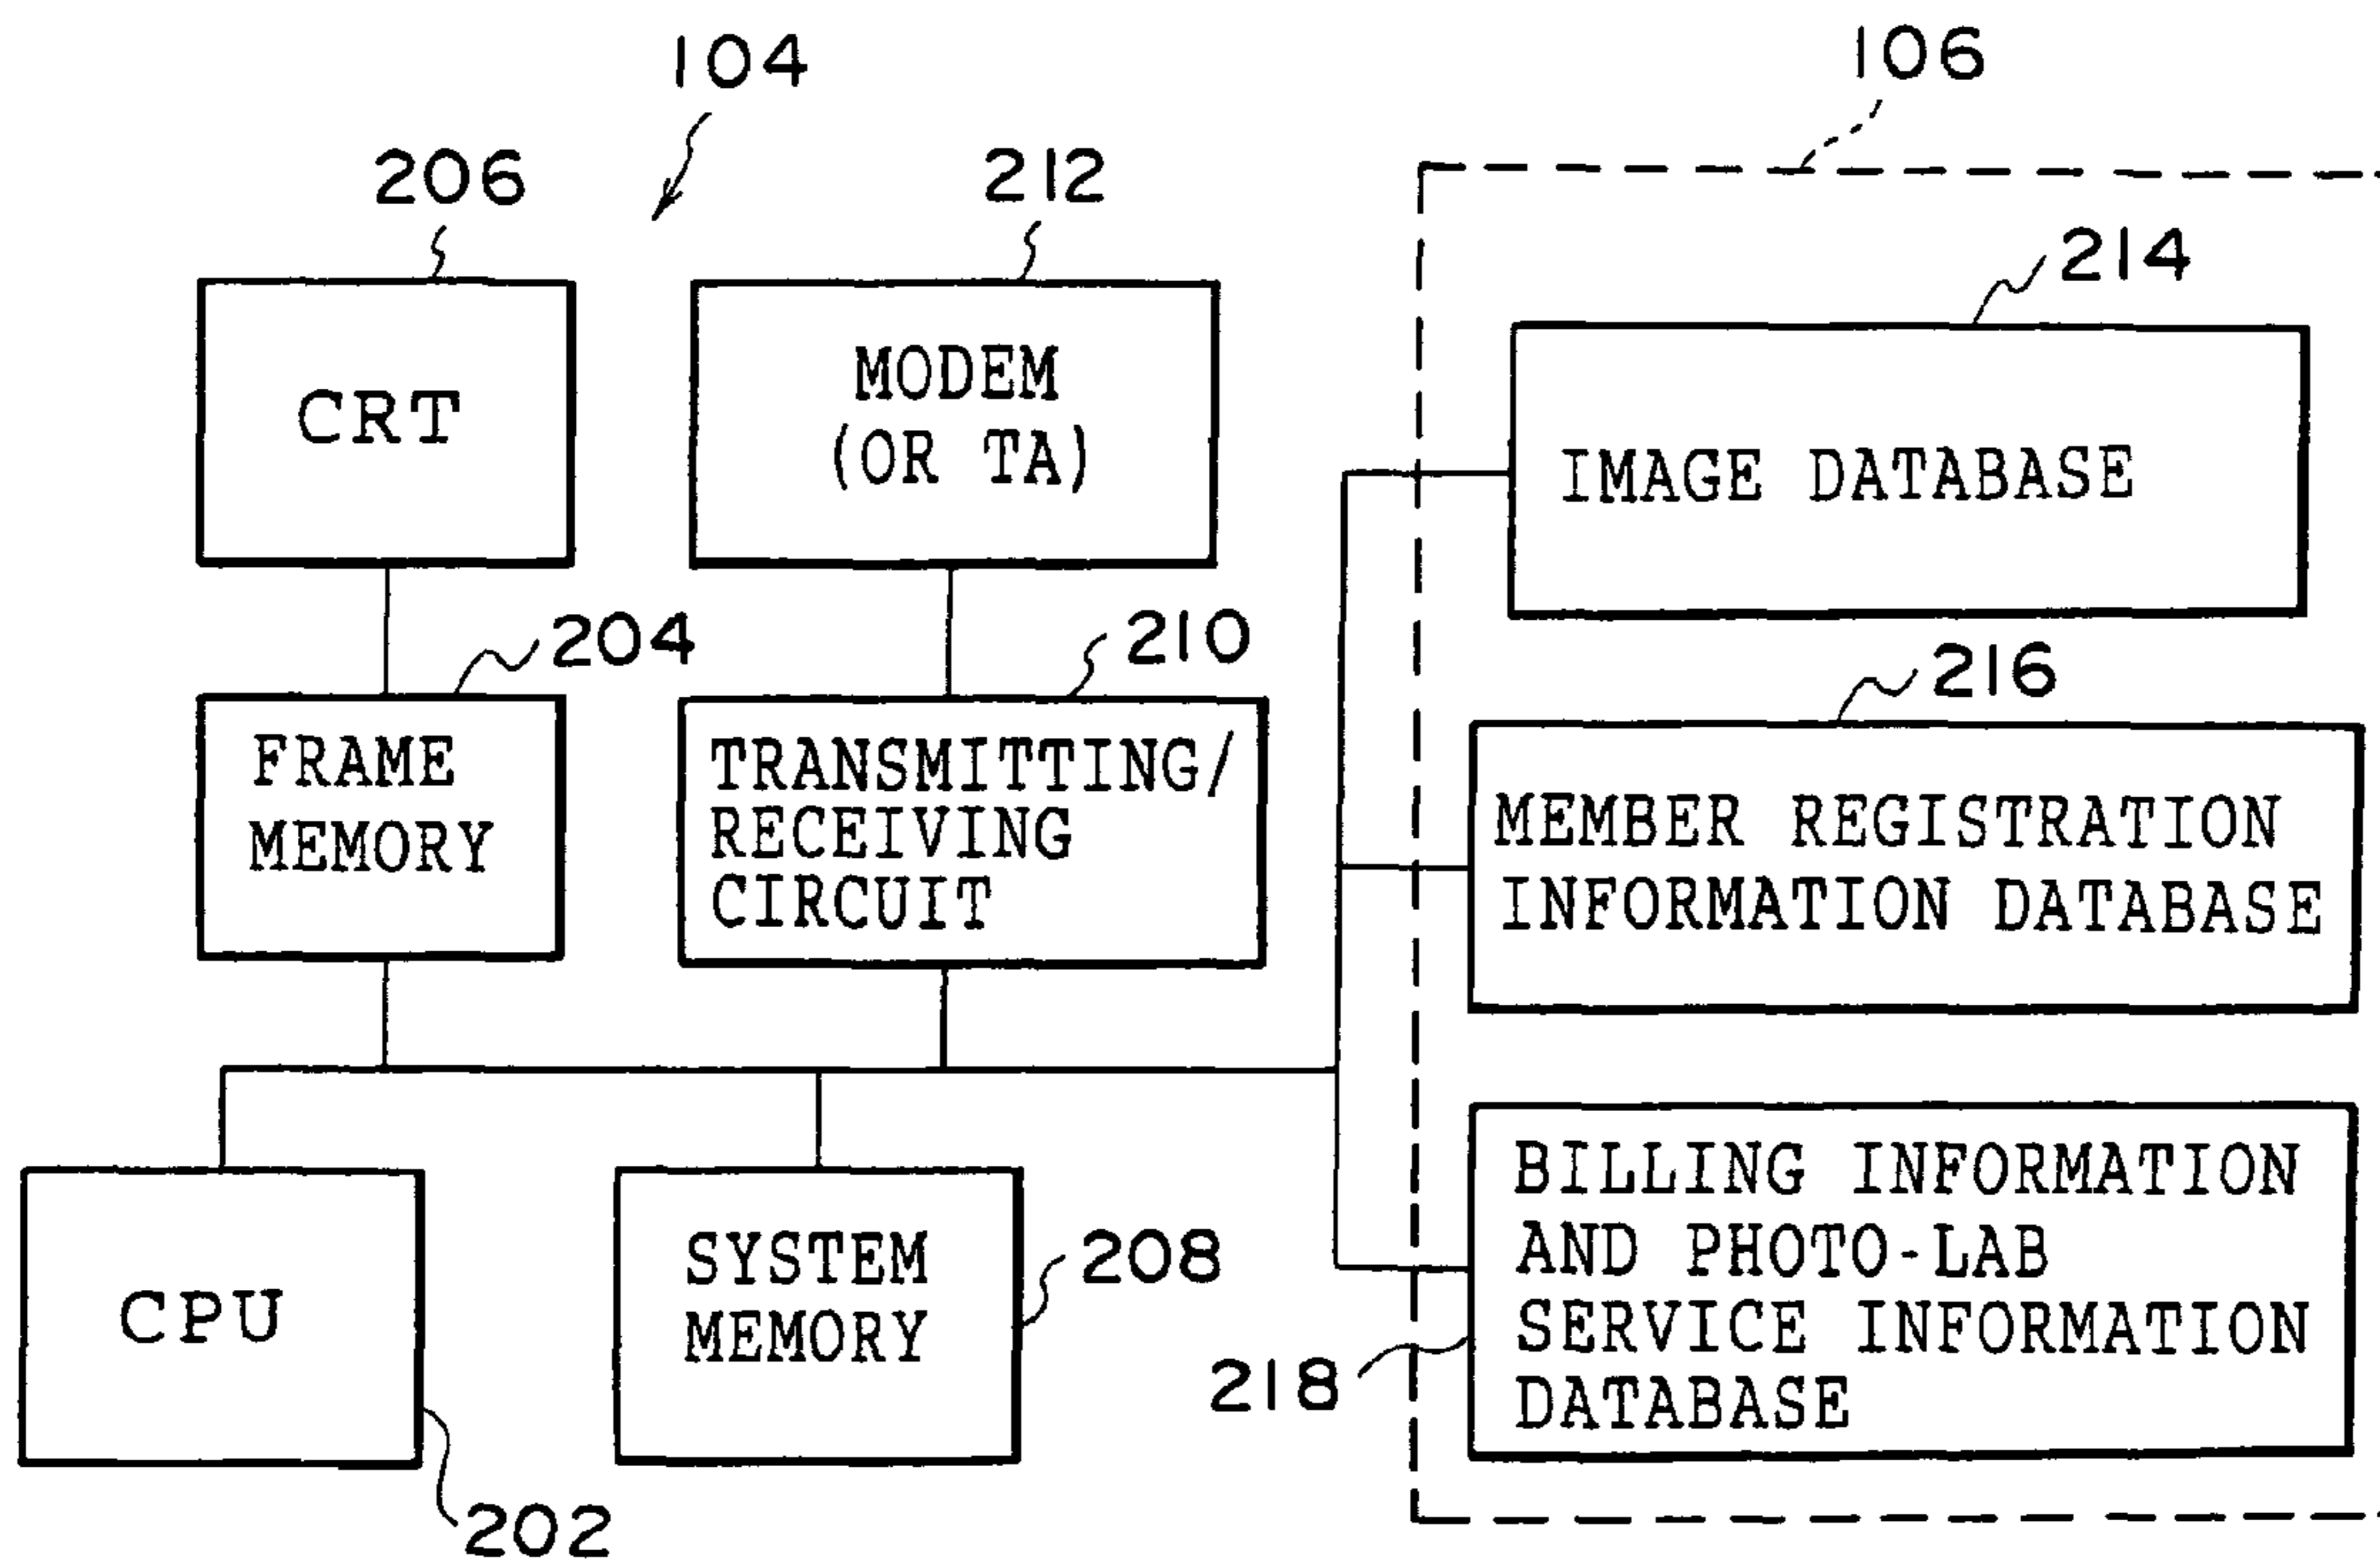 104
106
206
212
214
CRT
MODEM
(OR TA)
IMAGE DATABASE
204
210
216
FRAME
MEMORY
TRANSMITTING/
RECEIVING
CIRCUIT
MEMBER REGISTRATION
INFORMATION DATABASE
CPU
202
SYSTEM
MEMORY
208
BILLING INFORMATION
AND PHOTO-LAB
SERVICE INFORMATION
DATABASE
218